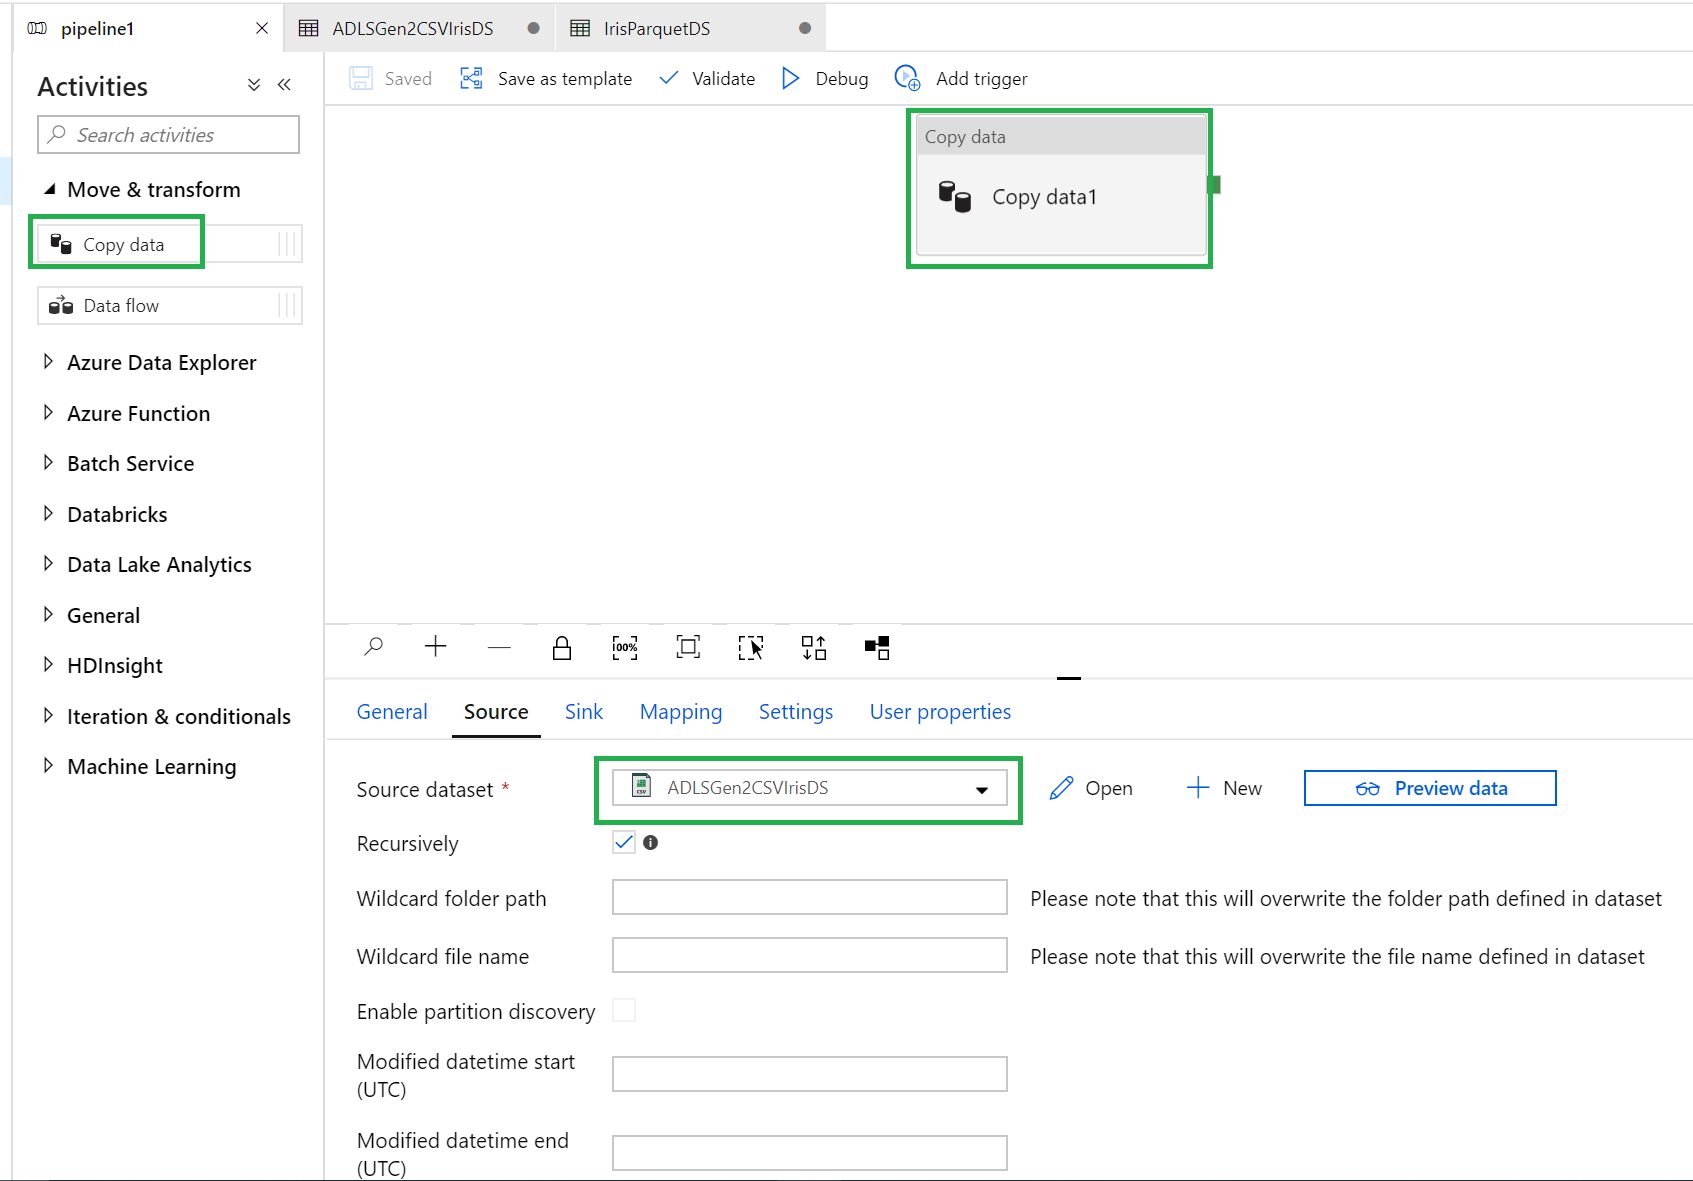 pipeline1
ADLSGen2CSVIrisDS
IrisParquetDS
Activities
Saved
Save as template
Validate
Debug
Add trigger
Search activities
Move & transform
Copy data
Data flow
Azure Data Explorer
Azure Function
Batch Service
Databricks
Data Lake Analytics
General
HDInsight
Iteration & conditionals
Machine Learning
Copy data
Copy data1
100%
General
Source
Sink
Mapping
Settings
User properties
Source dataset *
CSV
ADLSGen2CSVIrisDS
Open
New
Preview data
Recursively
Wildcard folder path
Please note that this will overwrite the folder path defined in dataset
Wildcard file name
Please note that this will overwrite the file name defined in dataset
Enable partition discovery
Modified datetime start
(UTC)
Modified datetime end
(UTC)